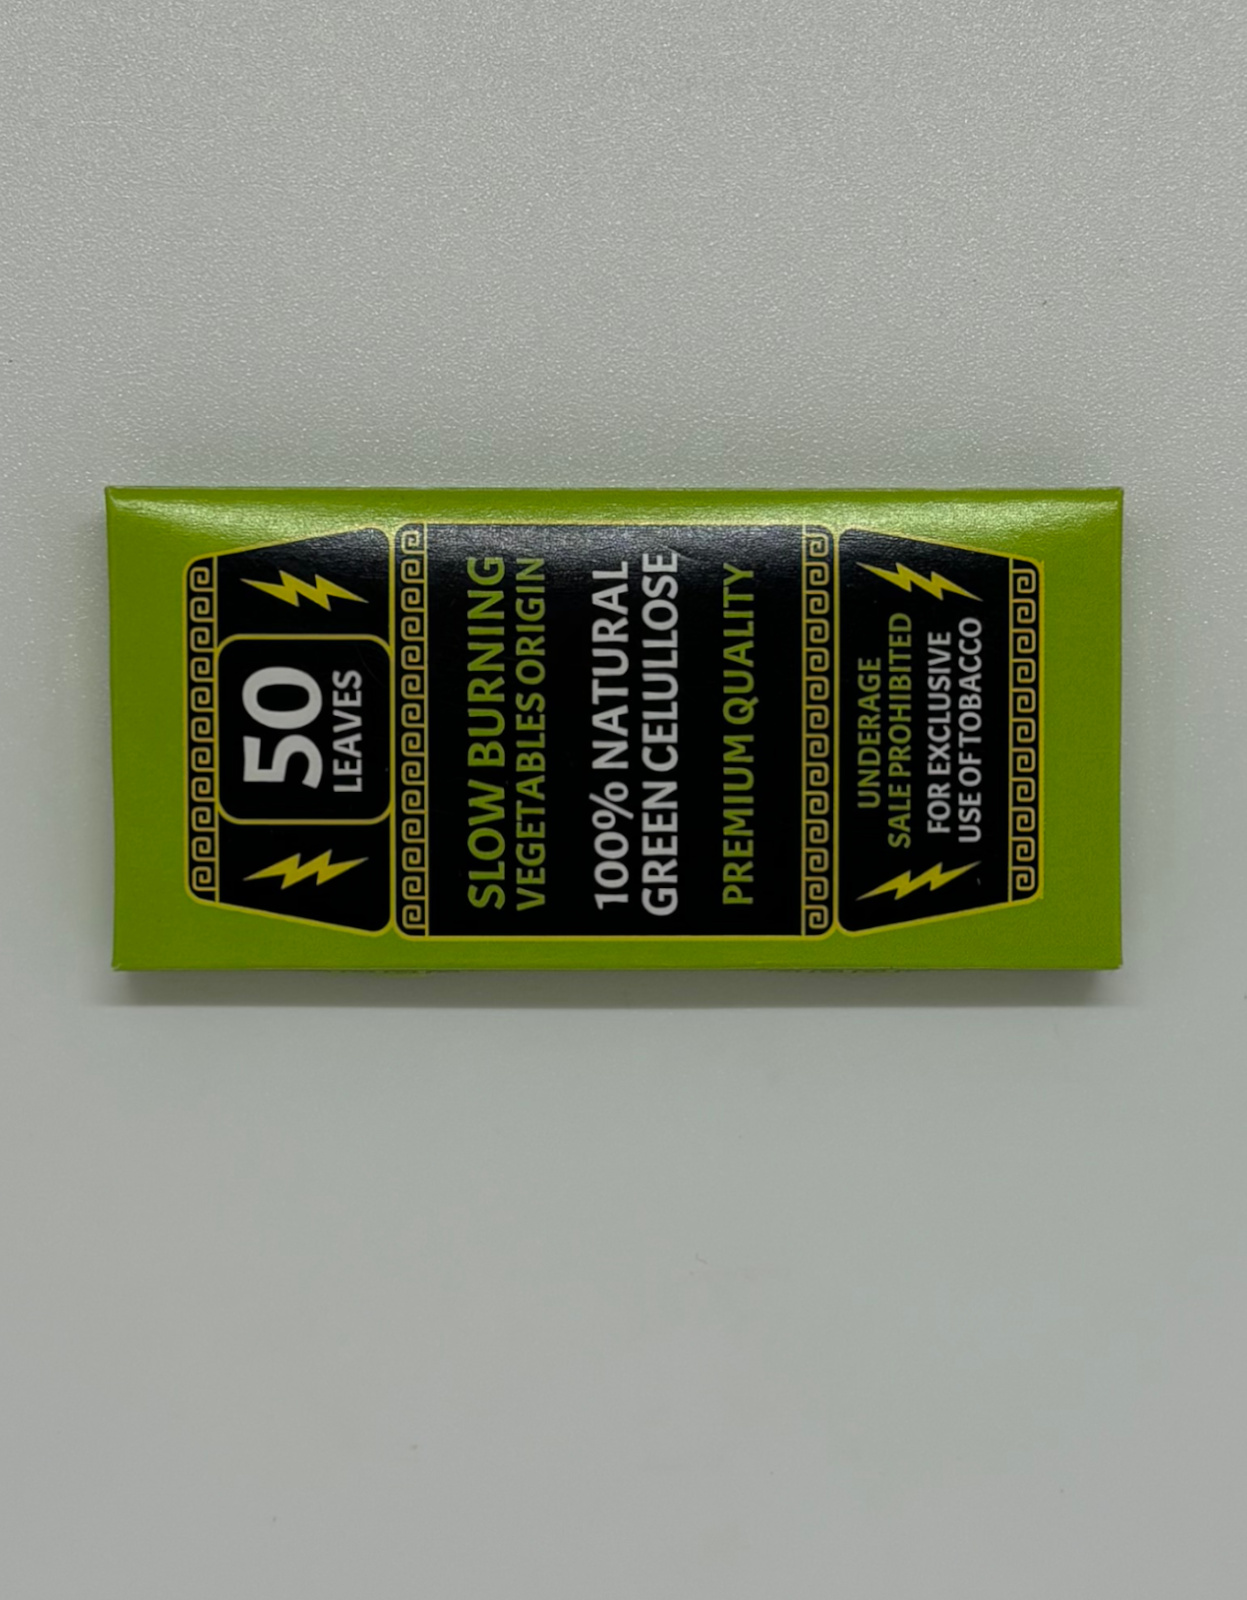 50
LEAVES
SLOW BURNING
VEGETABLES ORIGIN
100% NATURAL
GREEN CELULLOSE
PREMIUM QUALITY
UNDERAGE
SALE PROHIBITED
FOR EXCLUSIVE
USE OF TOBACCO